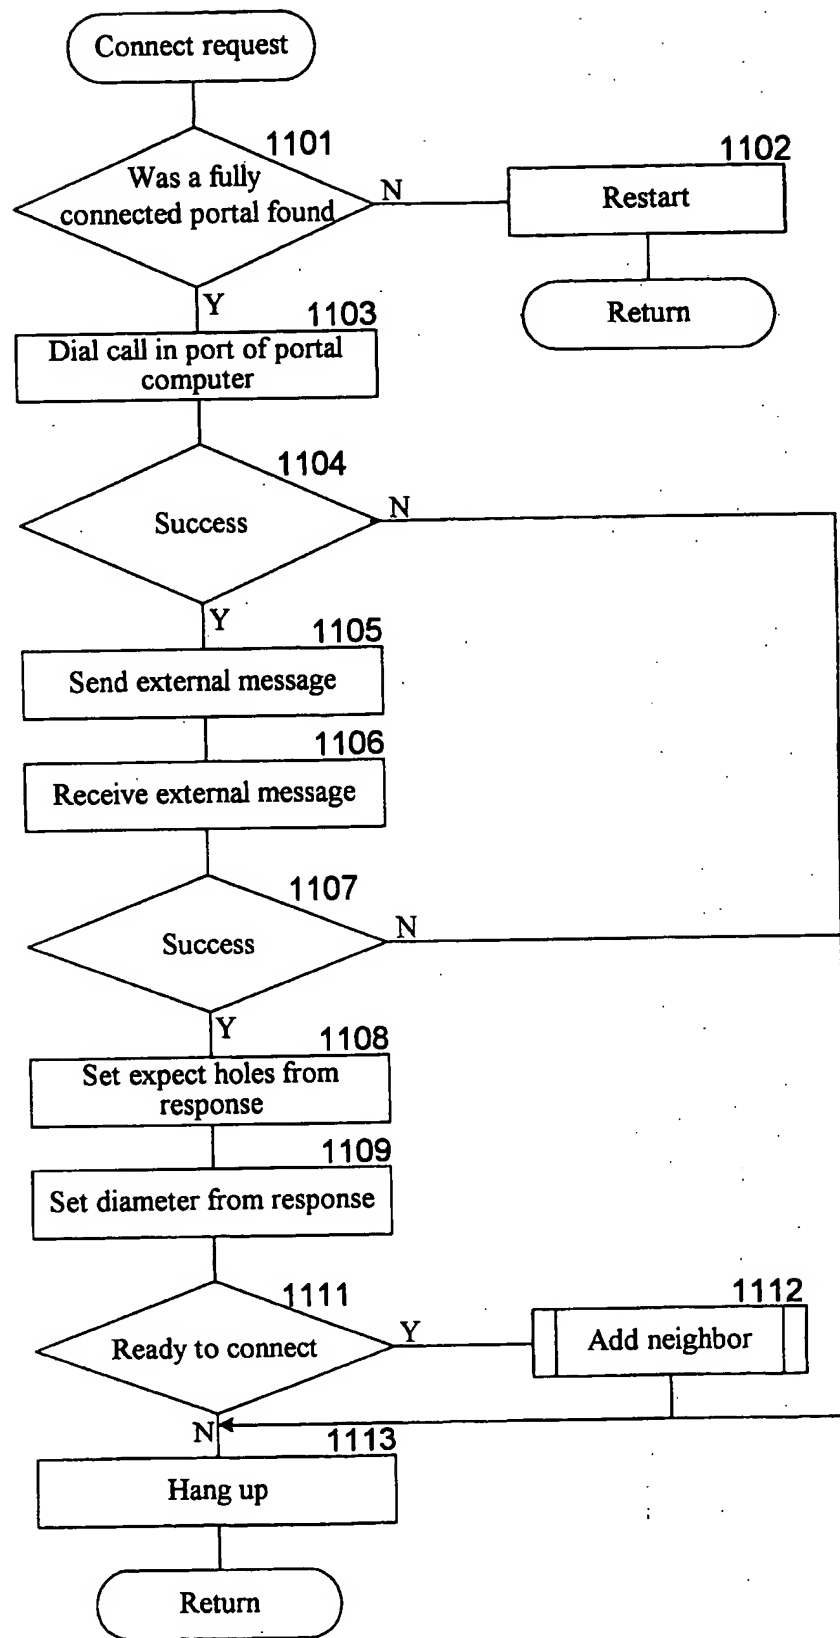 Connect request
1101
Was a fully
connected portal found
N
1102
Restart
Return
Y
1103
Dial call in port of portal
computer
1104
Success
N
Y
1105
Send external message
1106
Receive external message
1107
Success
N
Y
1108
Set expect holes from
response
1109
Set diameter from response
1111
Ready to connect
Y
1112
Add neighbor
N
1113
Hang up
Return